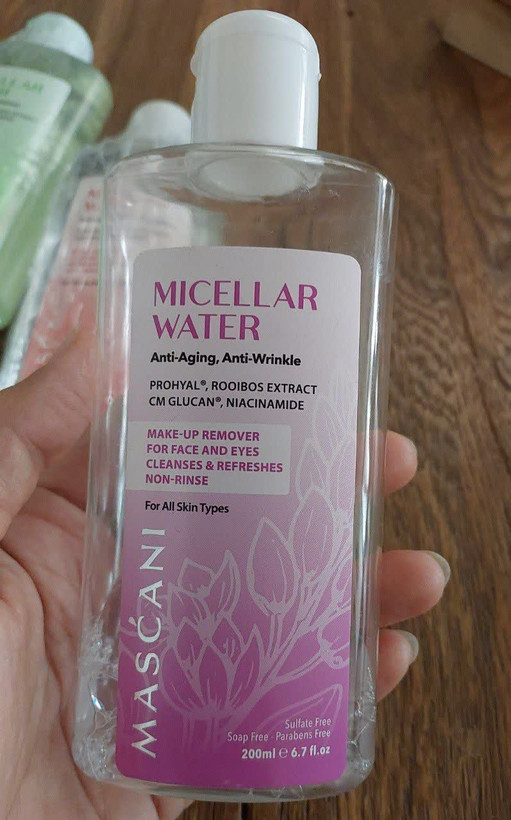 MICELLAR
WATER
Anti-Aging, Anti-Wrinkle
PROHYAL®, ROOIBOS EXTRACT
CM GLUCAN®, NIACINAMIDE
MAKE-UP REMOVER
FOR FACE AND EYES
CLEANSES & REFRESHES
NON-RINSE
For All Skin Types
MASĆANI
Sulfate Free
Soap Free · Parabens Free
200ml ℮ 6.7 fl.oz